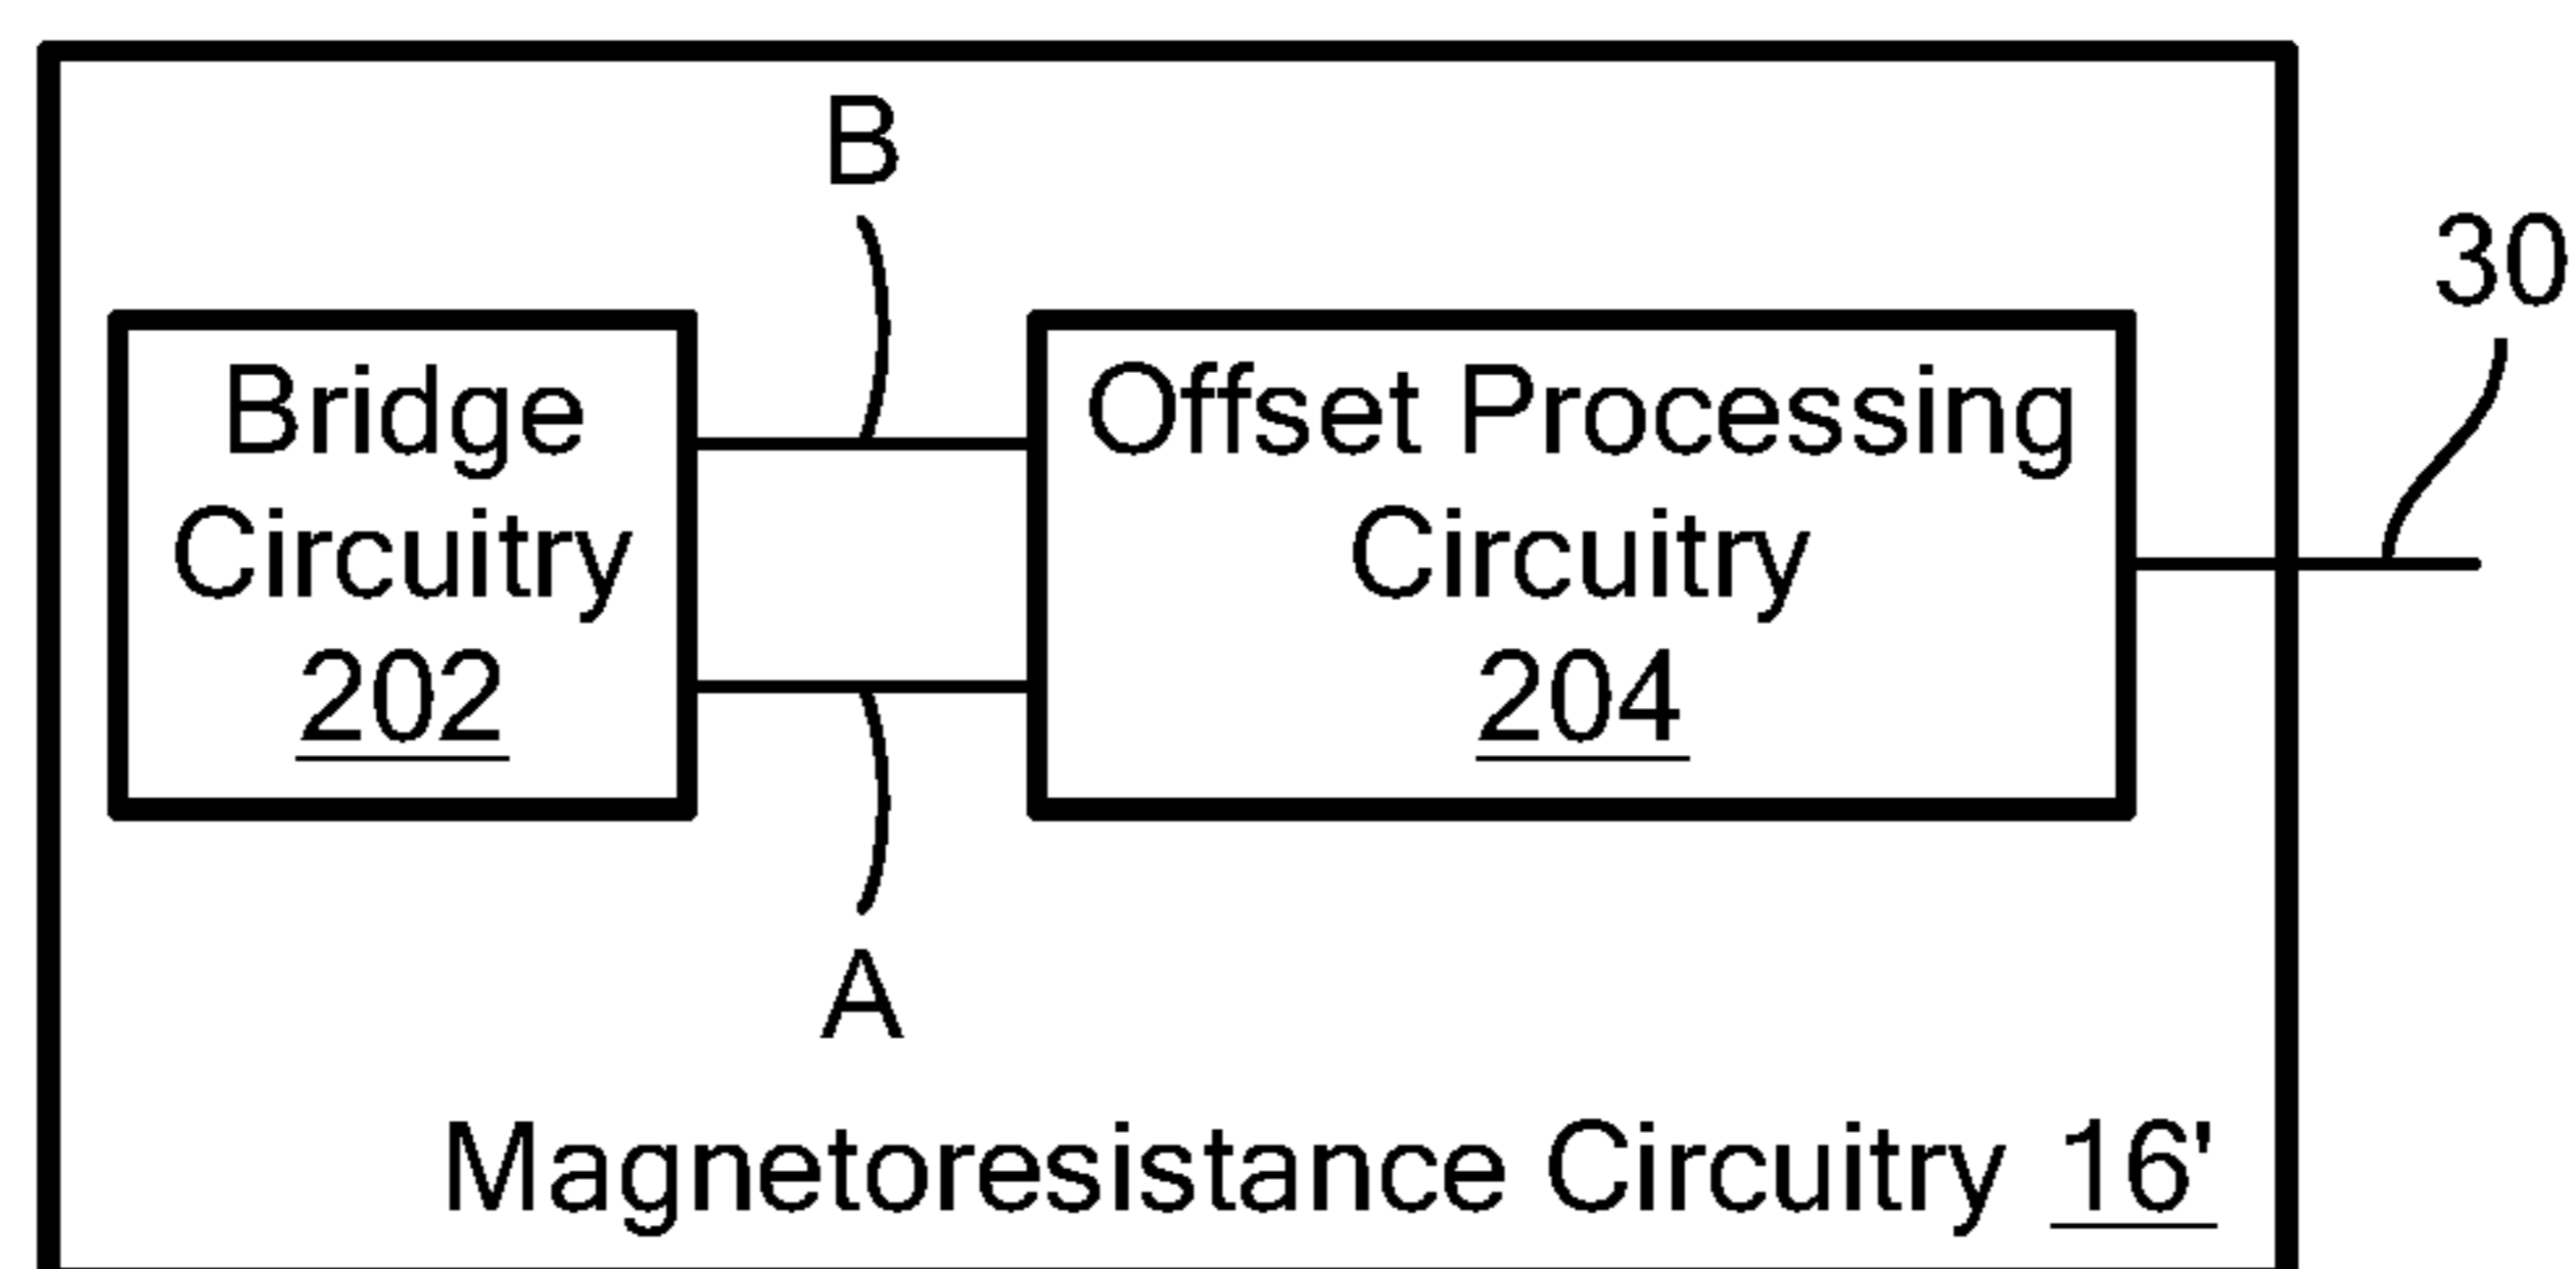 B
30
Bridge
Circuitry
202
Offset Processing
Circuitry
204
A
Magnetoresistance Circuitry 16'